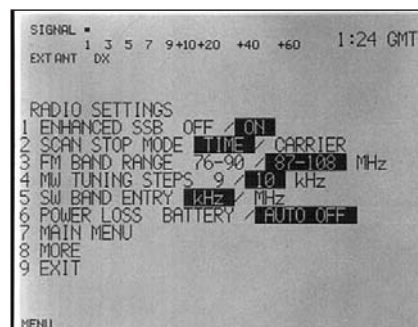 SIGNAL
1 3 5 7 9+10+20 +40 +60 1:24 GMT
EXT ANT DX
RADIO SETTINGS
1 ENHANCED SSB OFF / ON
2 SCAN STOP MODE TIME / CARRIER
3 FM BAND RANGE 76-90 / 87-108 MHz
4 MW TUNING STEPS 9 / 10 kHz
5 SW BAND ENTRY kHz / MHz
6 POWER LOSS BATTERY / AUTO OFF
7 MAIN MENU
8 MORE
9 EXIT
MENU